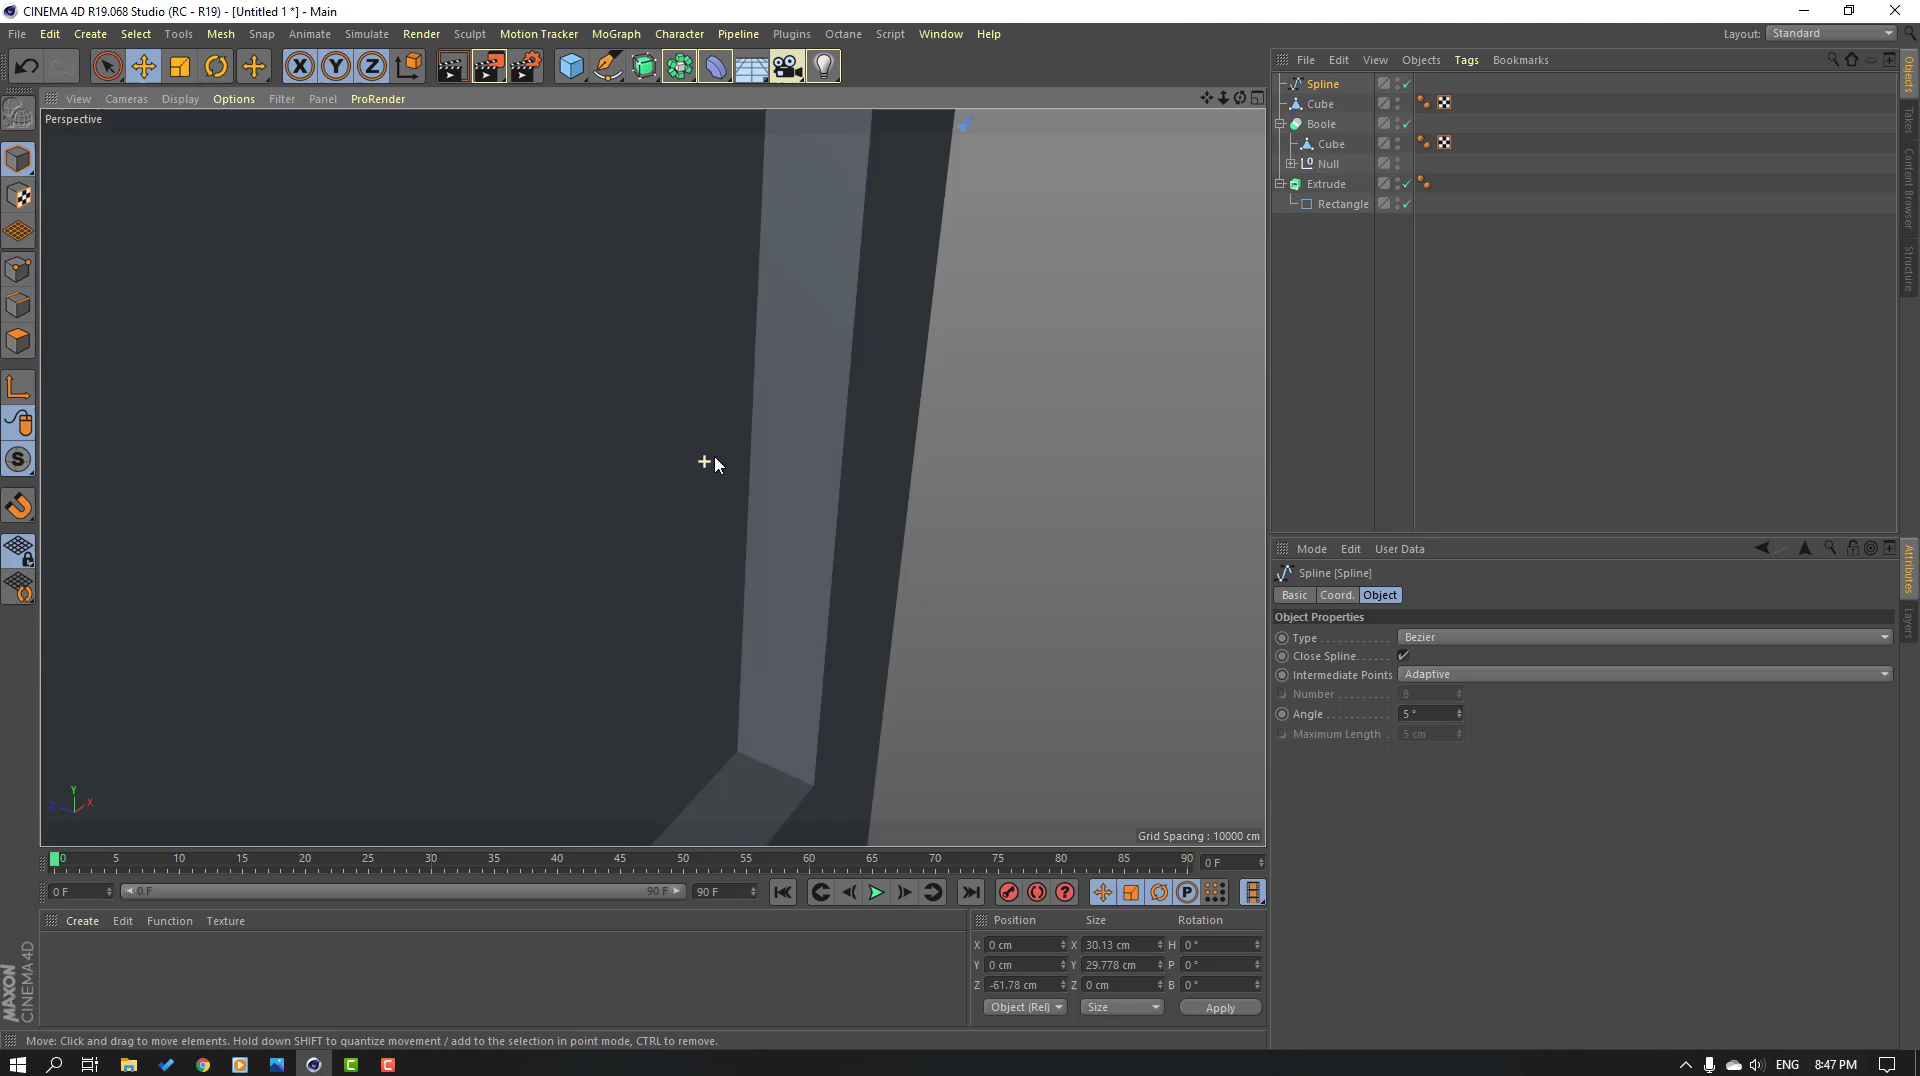 CINEMA 4D R19.068 Studio (RC - R19) - [Untitled 1 *] - Main
File Edit Create Select Tools Mesh Snap Animate Simulate Render Sculpt Motion Tracker MoGraph Character Pipeline Plugins Octane Script Window Help
Layout: Standard
View Cameras Display Options Filter Panel ProRender
Perspective
Grid Spacing : 10000 cm
Y
Z
X
File Edit View Objects Tags Bookmarks
Spline
Cube
Boole
Cube
Null
Extrude
Rectangle
Objects
Takes
Content Browser
Structure
Mode Edit User Data
Spline [Spline]
Basic Coord. Object
Object Properties
Type Bezier
Close Spline
Intermediate Points Adaptive
Number 8
Angle 5 °
Maximum Length 5 cm
Attributes
Layers
0 5 10 15 20 25 30 35 40 45 50 55 60 65 70 75 80 85 90 0 F
0 F 0 F 90 F 90 F
Create Edit Function Texture
Position Size Rotation
X 0 cm X 30.13 cm H 0 °
Y 0 cm Y 29.778 cm P 0 °
Z -61.78 cm Z 0 cm B 0 °
Object (Rel) Size Apply
MAXON
CINEMA 4D
Move: Click and drag to move elements. Hold down SHIFT to quantize movement / add to the selection in point mode, CTRL to remove.
ENG 8:47 PM